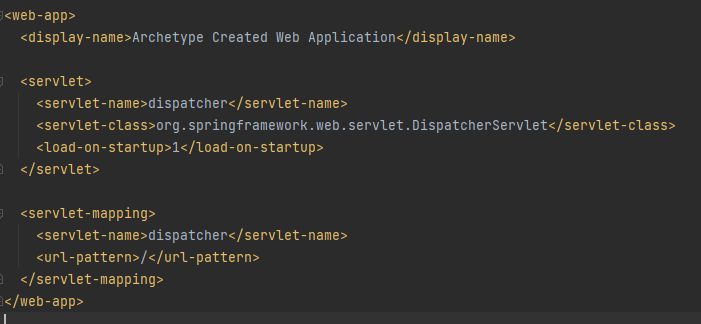 <web-app>
<display-name>Archetype Created Web Application</display-name>
<servlet>
<servlet-name>dispatcher</servlet-name>
<servlet-class>org.springframework.web.servlet.DispatcherServlet</servlet-class>
<load-on-startup>1</load-on-startup>
</servlet>
<servlet-mapping>
<servlet-name>dispatcher</servlet-name>
<url-pattern>/</url-pattern>
</servlet-mapping>
</web-app>